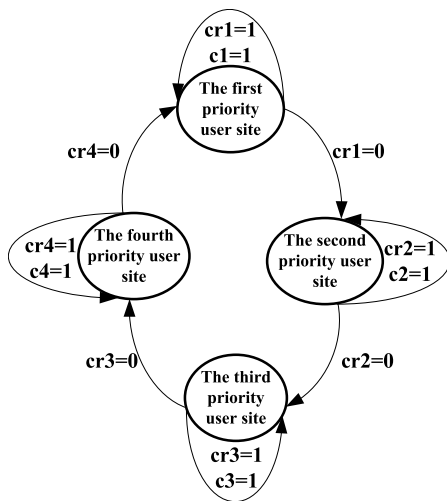 cr1=1
c1=1
The first
priority
user site
cr4=0
cr1=0
The fourth
priority user
site
cr4=1
c4=1
The second
priority user
site
cr2=1
c2=1
cr3=0
cr2=0
The third
priority
user site
cr3=1
c3=1